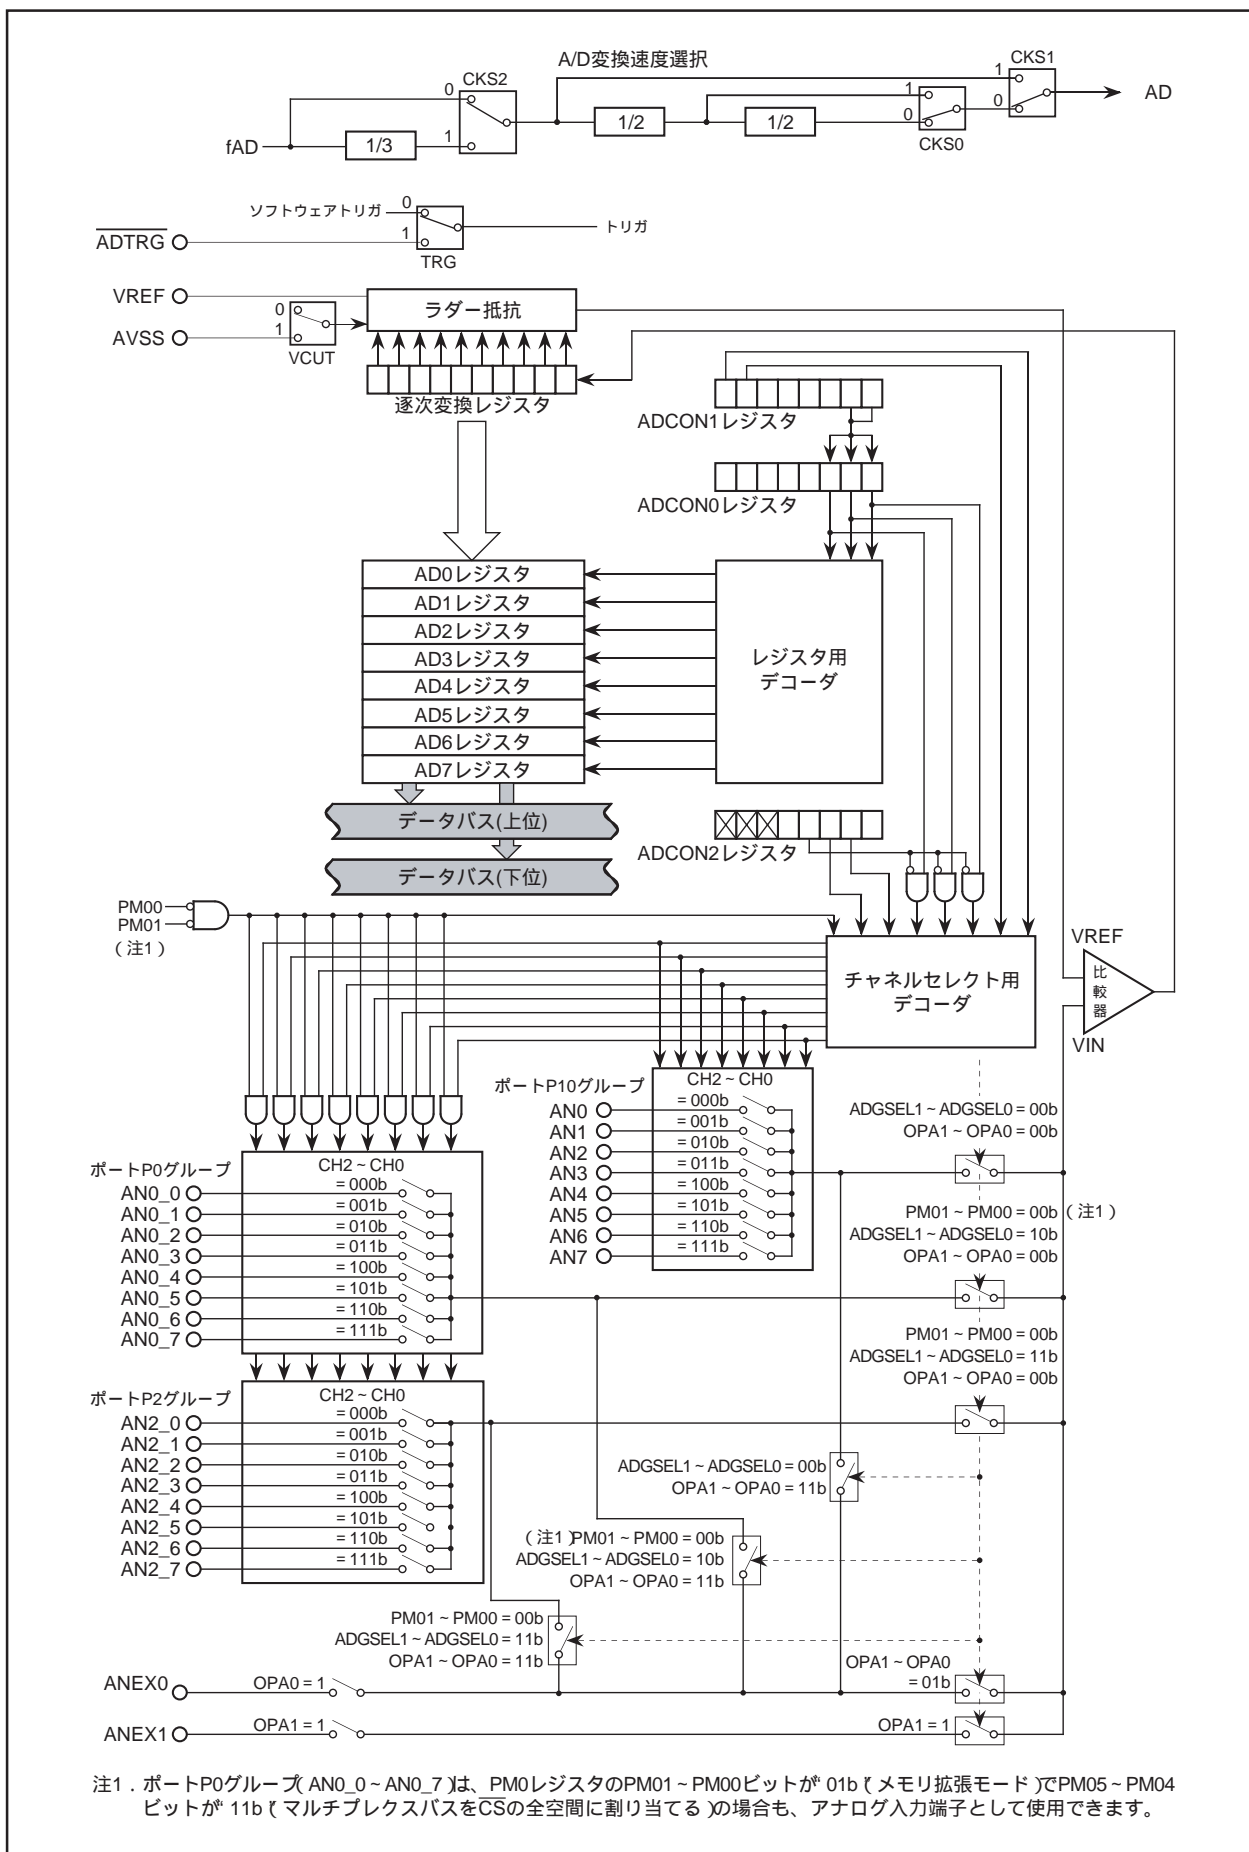 A/D変換速度選択
CKS2
CKS1
0
1
1
0
1
0
AD
fAD
1/3
1/2
1/2
CKS0
ソフトウェアトリガ
0
1
トリガ
ADTRG
TRG
VREF
AVSS
0
1
VCUT
ラダー抵抗
逐次変換レジスタ
ADCON1レジスタ
ADCON0レジスタ
AD0レジスタ
AD1レジスタ
AD2レジスタ
AD3レジスタ
AD4レジスタ
AD5レジスタ
AD6レジスタ
AD7レジスタ
レジスタ用
デコーダ
データバス(上位)
データバス(下位)
ADCON2レジスタ
PM00
PM01
(注1)
チャネルセレクト用
デコーダ
VREF
比較器
VIN
ポートP10グループ
CH2~CH0
AN0 =000b
AN1 =001b
AN2 =010b
AN3 =011b
AN4 =100b
AN5 =101b
AN6 =110b
AN7 =111b
ADGSEL1~ADGSEL0=00b
OPA1~OPA0=00b
ポートP0グループ
CH2~CH0
AN0_0 =000b
AN0_1 =001b
AN0_2 =010b
AN0_3 =011b
AN0_4 =100b
AN0_5 =101b
AN0_6 =110b
AN0_7 =111b
PM01~PM00=00b(注1)
ADGSEL1~ADGSEL0=10b
OPA1~OPA0=00b
PM01~PM00=00b
ADGSEL1~ADGSEL0=11b
OPA1~OPA0=00b
ポートP2グループ
CH2~CH0
AN2_0 =000b
AN2_1 =001b
AN2_2 =010b
AN2_3 =011b
AN2_4 =100b
AN2_5 =101b
AN2_6 =110b
AN2_7 =111b
ADGSEL1~ADGSEL0=00b
OPA1~OPA0=11b
(注1)PM01~PM00=00b
ADGSEL1~ADGSEL0=10b
OPA1~OPA0=11b
PM01~PM00=00b
ADGSEL1~ADGSEL0=11b
OPA1~OPA0=11b
OPA1~OPA0
=01b
ANEX0 OPA0=1
ANEX1 OPA1=1
OPA1=1
注1.ポートP0グループ(AN0_0~AN0_7)は、PM0レジスタのPM01~PM00ビットが“01b”(メモリ拡張モード)でPM05~PM04
ビットが“11b”(マルチプレクスバスをCSの全空間に割り当てる)の場合も、アナログ入力端子として使用できます。